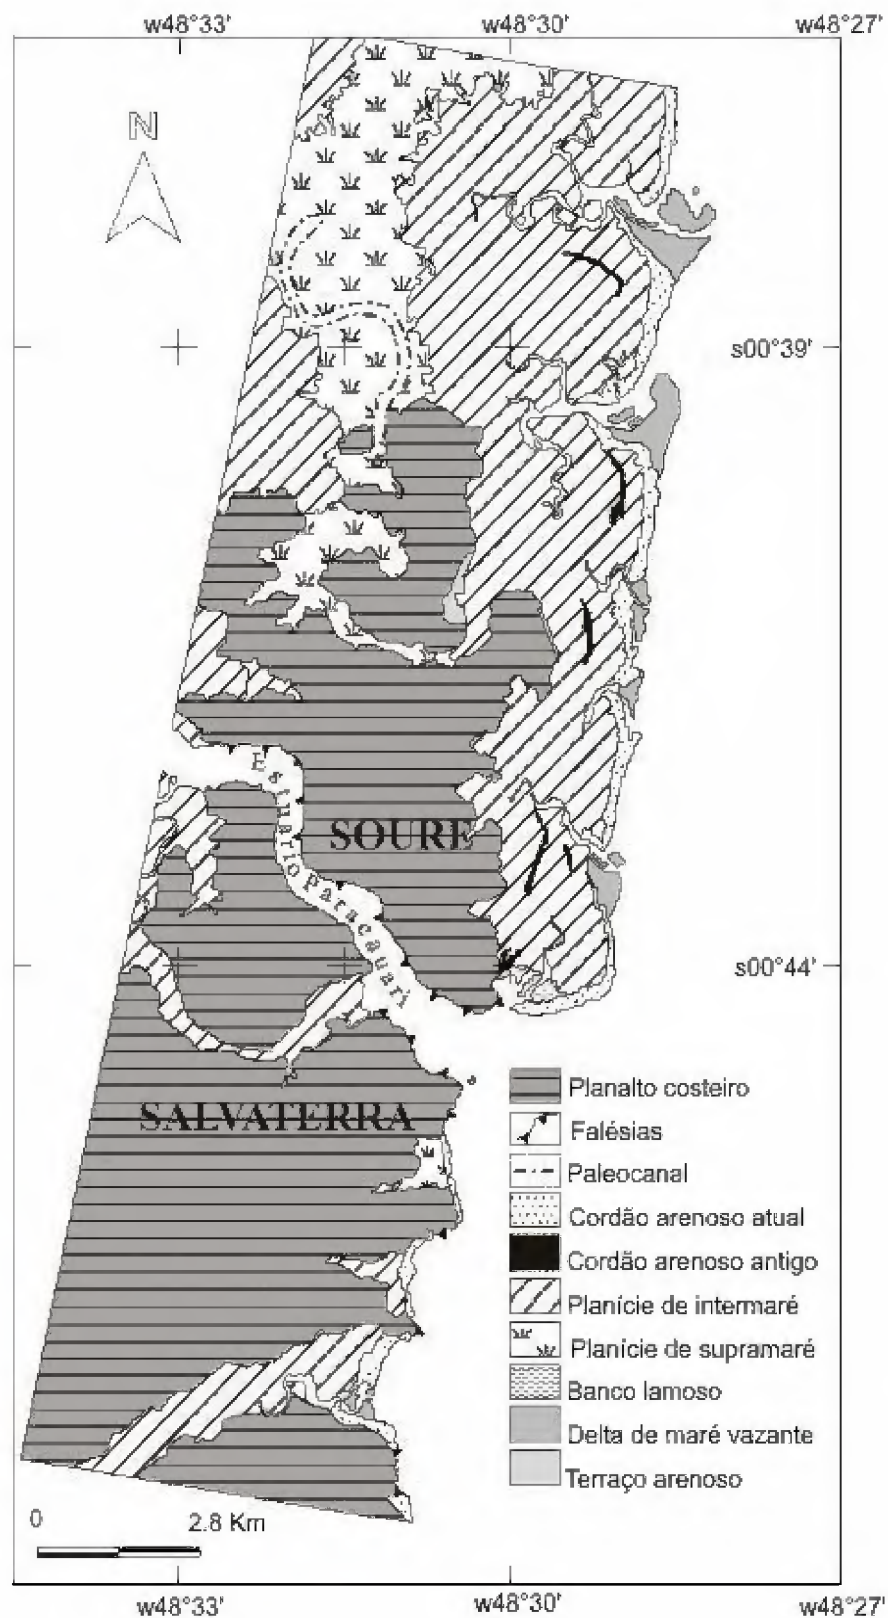 w48°33'
w48°30'
w48°27'
N
s00°39'
Estuário Paracauari
SOURE
s00°44'
SALVATERRA
Planalto costeiro
Falésias
Paleocanal
Cordão arenoso atual
Cordão arenoso antigo
Planície de intermaré
Planície de supramaré
Banco lamoso
Delta de maré vazante
Terraço arenoso
0
2.8 Km
w48°33'
w48°30'
w48°27'